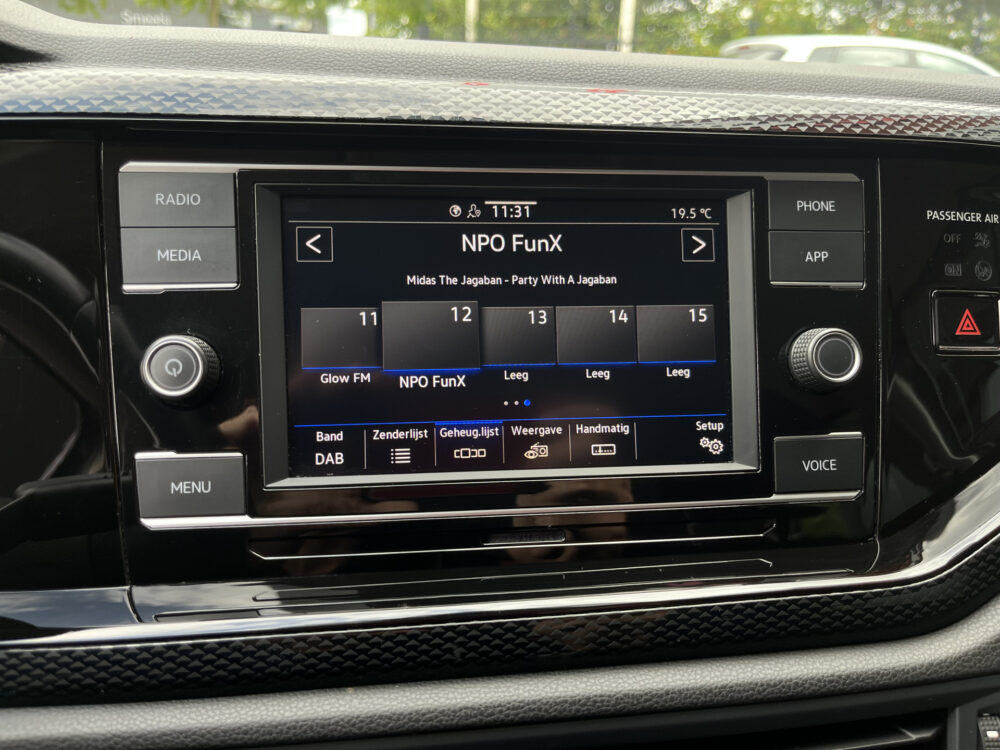 RADIO
MEDIA
MENU
11:31
19.5 °C
<
NPO FunX
>
Midas The Jagaban - Party With A Jagaban
11
12
13
14
15
Glow FM
NPO FunX
Leeg
Leeg
Leeg
Band
DAB
Zenderlijst
Geheug.lijst
Weergave
Handmatig
Setup
PHONE
APP
VOICE
PASSENGER AIR
OFF
ON